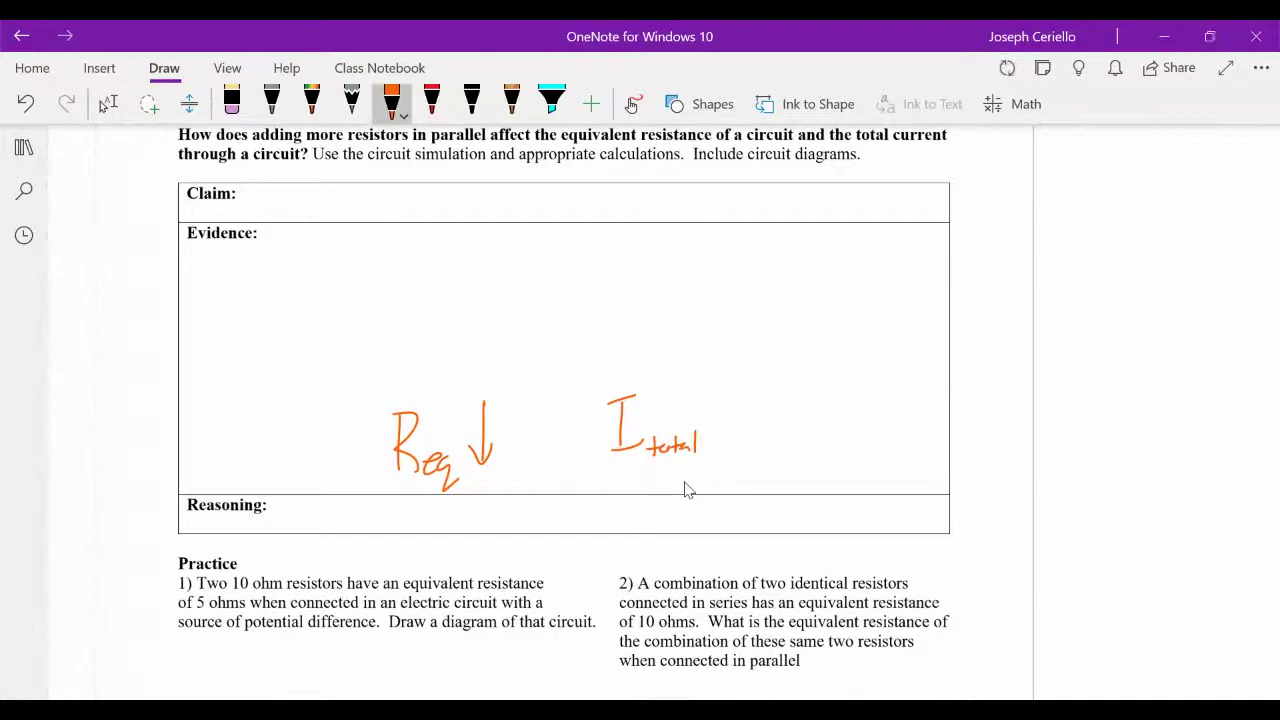 OneNote for Windows 10
Joseph Ceriello
Home Insert Draw View Help Class Notebook Share
Shapes Ink to Shape Ink to Text Math
How does adding more resistors in parallel affect the equivalent resistance of a circuit and the total current
through a circuit? Use the circuit simulation and appropriate calculations. Include circuit diagrams.
Claim:
Evidence:
Req ↓ I total
Reasoning:
Practice
1) Two 10 ohm resistors have an equivalent resistance
of 5 ohms when connected in an electric circuit with a
source of potential difference. Draw a diagram of that circuit.
2) A combination of two identical resistors
connected in series has an equivalent resistance
of 10 ohms. What is the equivalent resistance of
the combination of these same two resistors
when connected in parallel